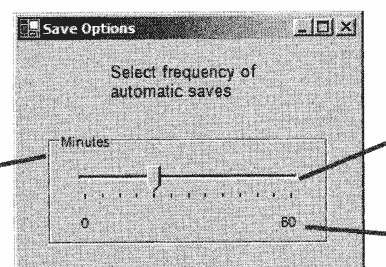 Save Options
Select frequency of
automatic saves
Minutes
0
60